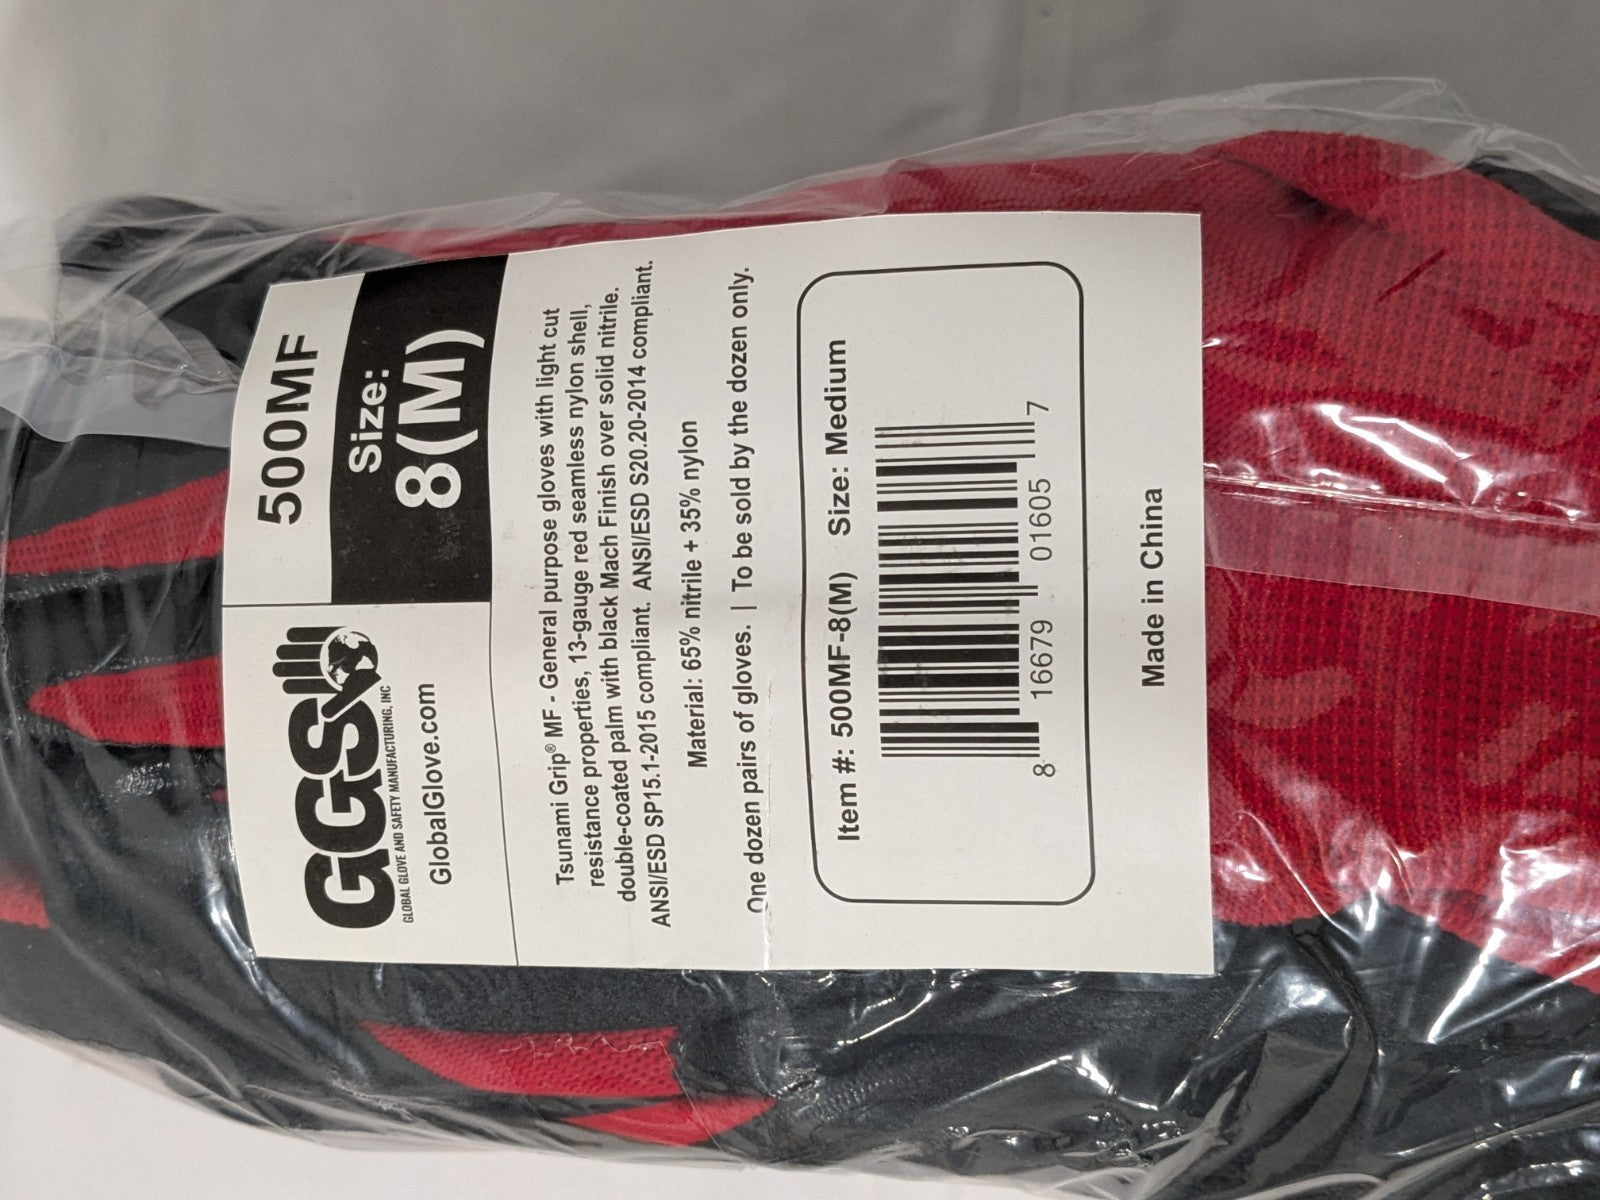 GGS
GLOBAL GLOVE AND SAFETY MANUFACTURING, INC
GlobalGlove.com
500MF
Size:
8(M)
Tsunami Grip® MF - General purpose gloves with light cut
resistance properties, 13-gauge red seamless nylon shell,
double-coated palm with black Mach Finish over solid nitrile.
ANSI/ESD SP15.1-2015 compliant. ANSI/ESD S20.20-2014 compliant.
Material: 65% nitrile + 35% nylon
One dozen pairs of gloves. | To be sold by the dozen only.
Item #: 500MF-8(M) Size: Medium
8 16679 01605 7
Made in China